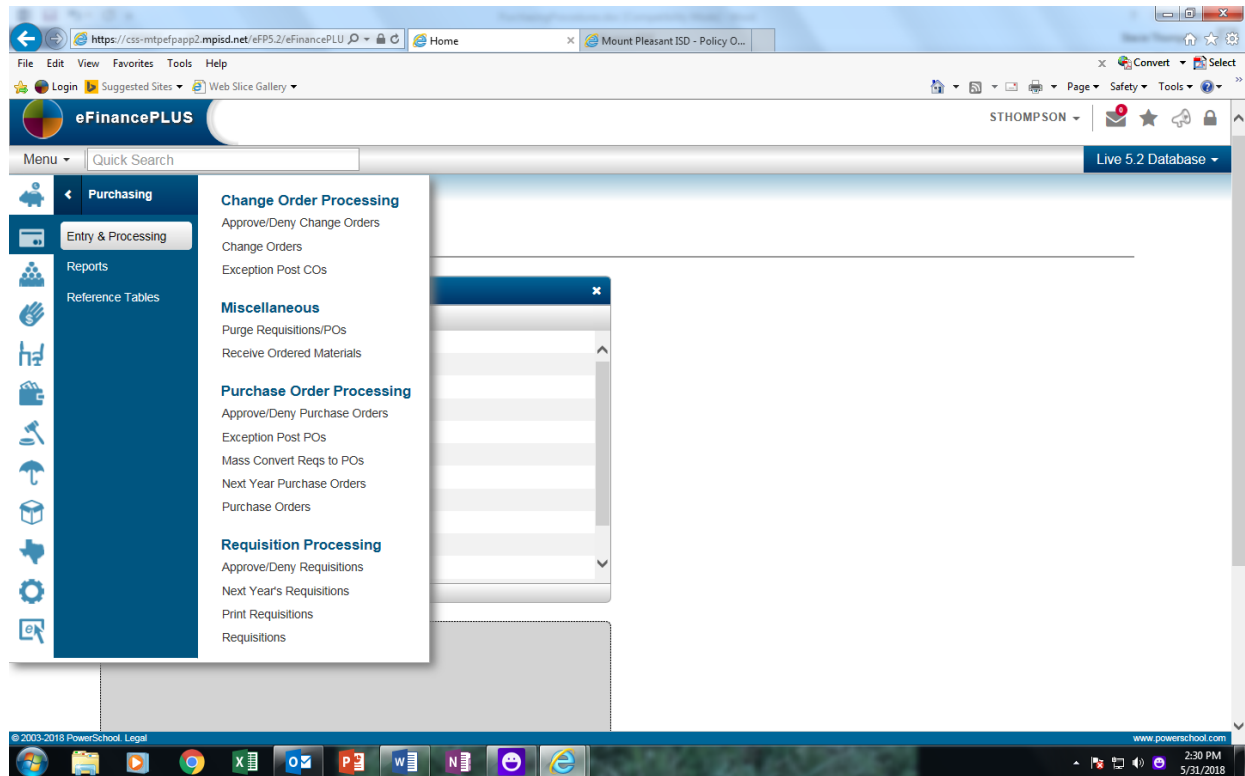 https://css-mtpefpapp2.mpisd.net/eFP5.2/eFinancePLU
Home
Mount Pleasant ISD - Policy O...
File Edit View Favorites Tools Help
x Convert Select
Login Suggested Sites Web Slice Gallery
Page Safety Tools
eFinancePLUS
STHOMPSON
Menu Quick Search
Live 5.2 Database
Purchasing
Entry & Processing
Reports
Reference Tables
Change Order Processing
Approve/Deny Change Orders
Change Orders
Exception Post COs
Miscellaneous
Purge Requisitions/POs
Receive Ordered Materials
Purchase Order Processing
Approve/Deny Purchase Orders
Exception Post POs
Mass Convert Reqs to POs
Next Year Purchase Orders
Purchase Orders
Requisition Processing
Approve/Deny Requisitions
Next Year's Requisitions
Print Requisitions
Requisitions
© 2003-2018 PowerSchool. Legal
www.powerschool.com
2:30 PM
5/31/2018